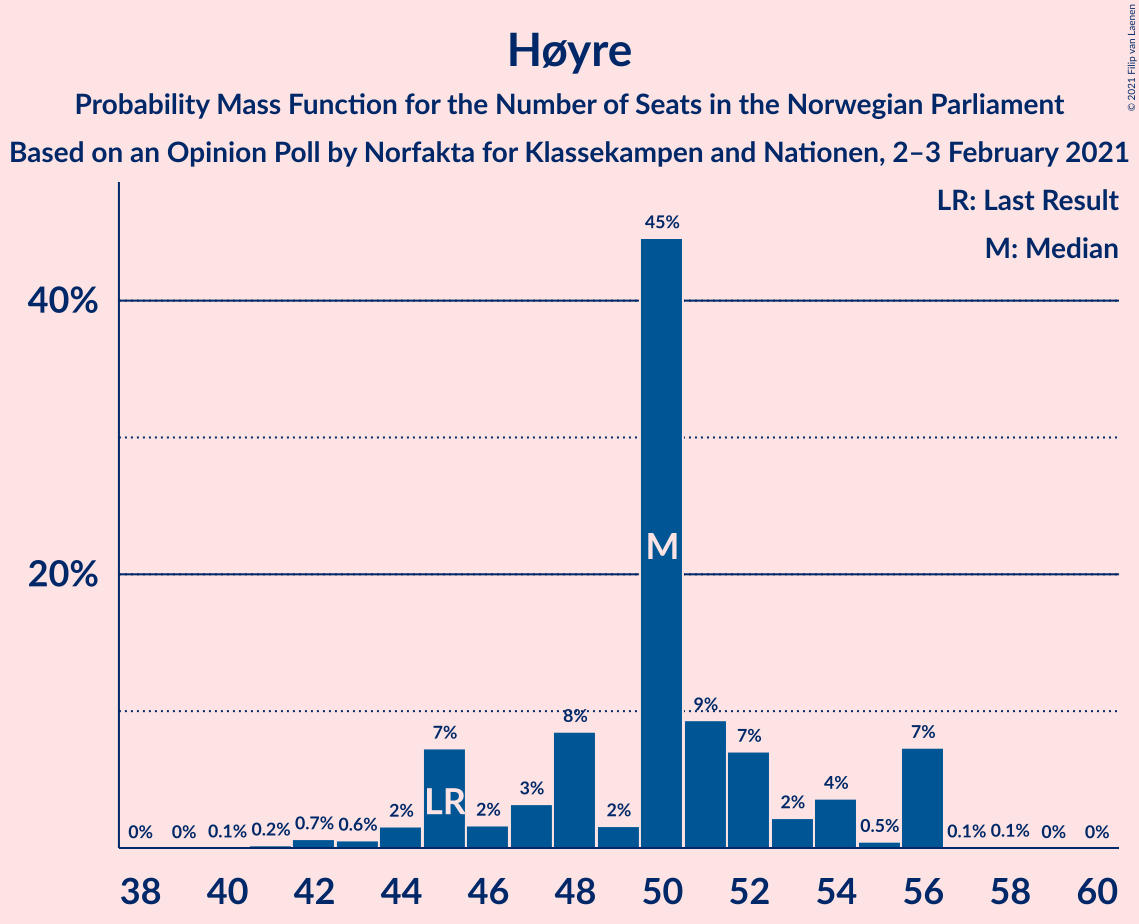 Høyre
Probability Mass Function for the Number of Seats in the Norwegian Parliament
Based on an Opinion Poll by Norfakta for Klassekampen and Nationen, 2–3 February 2021
© 2021 Filip van Laenen
LR: Last Result
M: Median
40%
20%
0% 0% 0.1% 0.2% 0.7% 0.6% 2% 7% 2% 3% 8% 2% 45% 9% 7% 2% 4% 0.5% 7% 0.1% 0.1% 0% 0%
LR
M
38 40 42 44 46 48 50 52 54 56 58 60